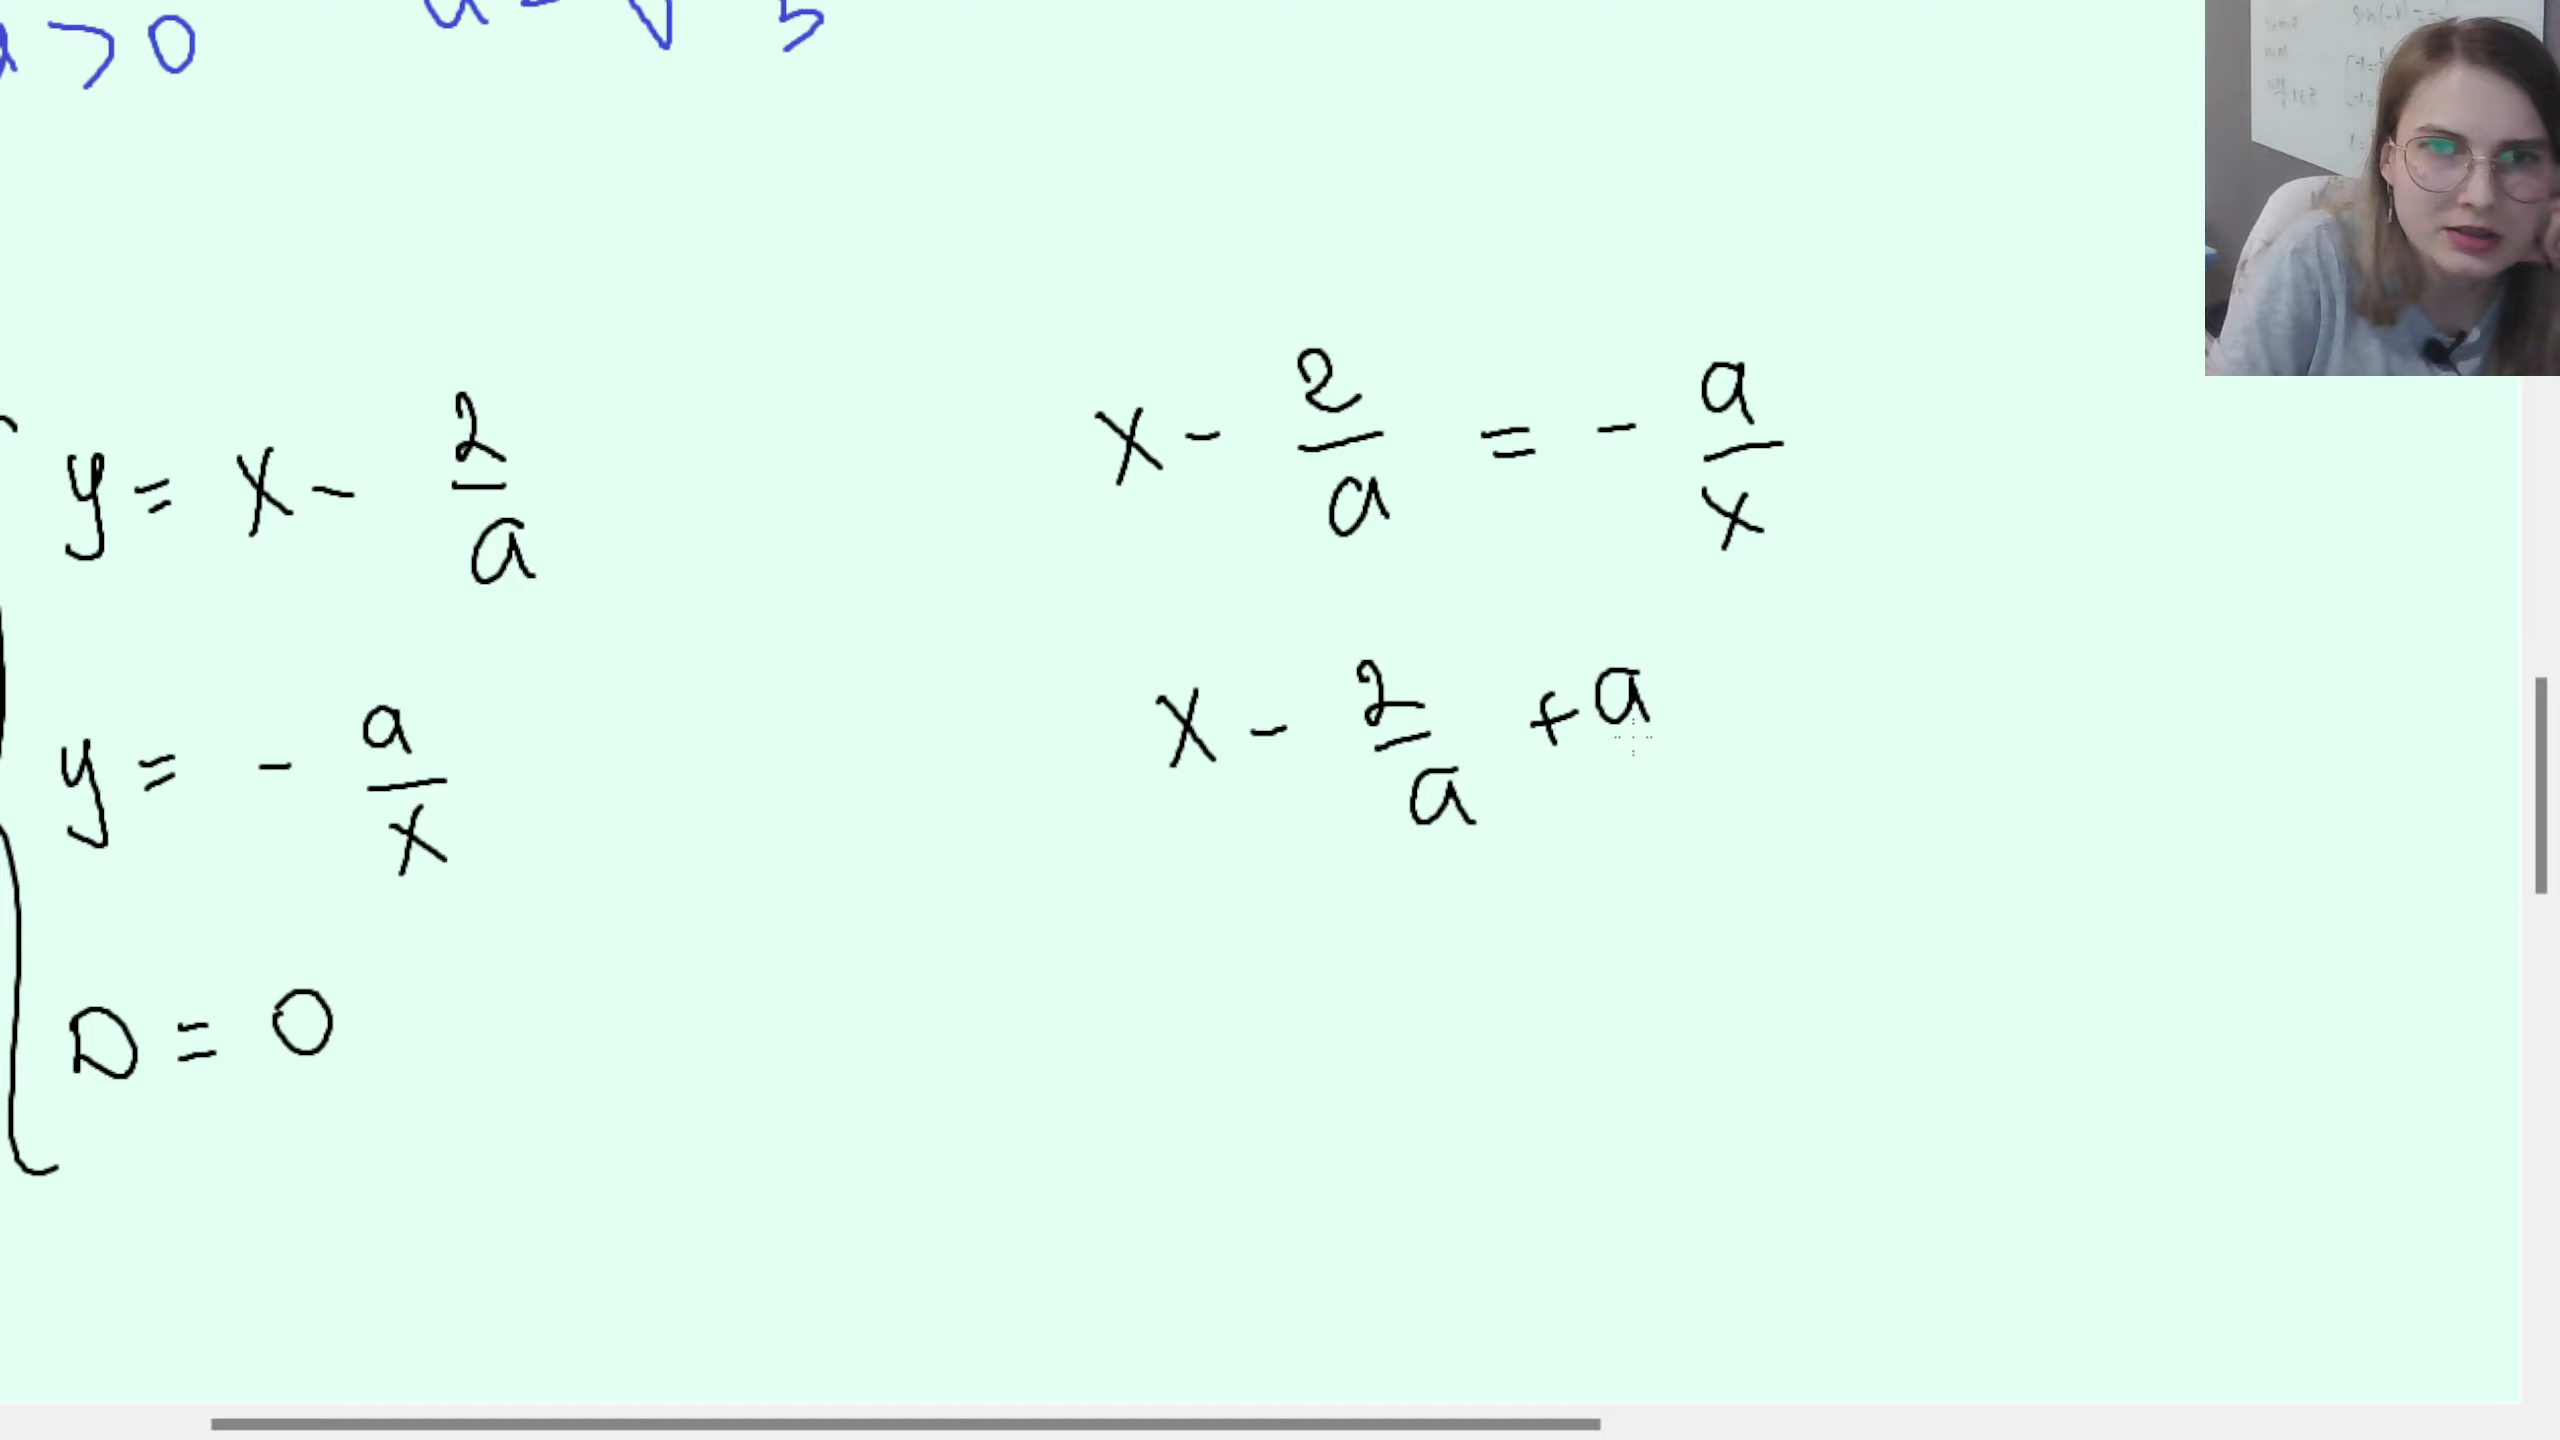 >0
y = x - 2/a
y = - a/x
D = 0
x - 2/a = - a/x
x - 2/a + a